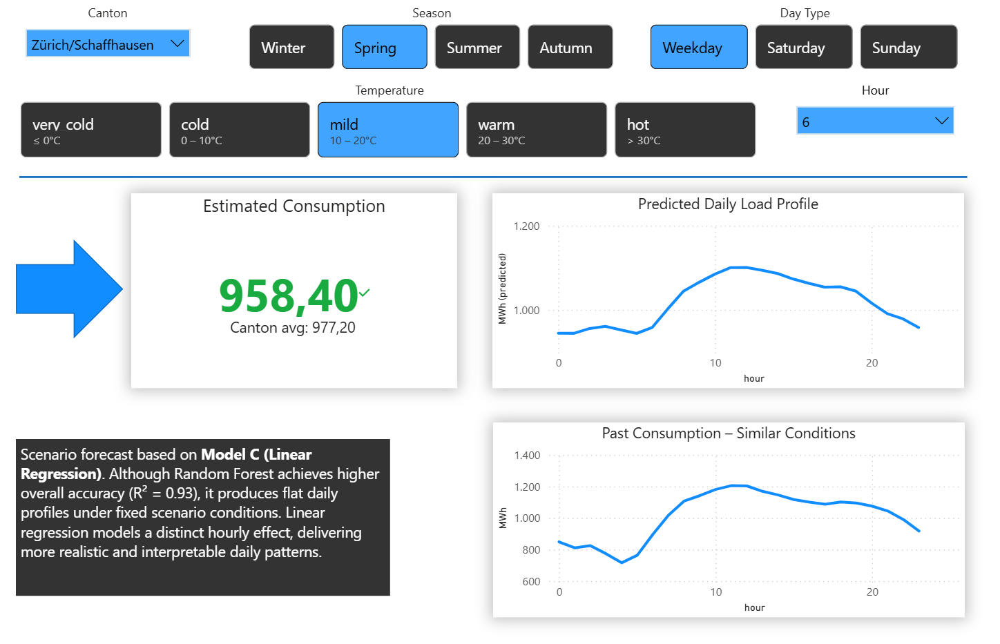 Canton
Season
Day Type
Zürich/Schaffhausen
Winter
Spring
Summer
Autumn
Weekday
Saturday
Sunday
Temperature
Hour
very_cold
≤ 0°C
cold
0 – 10°C
mild
10 – 20°C
warm
20 – 30°C
hot
> 30°C
6
Estimated Consumption
958,40
Canton avg: 977,20
Predicted Daily Load Profile
1.200
1.000
MWh (predicted)
0
10
20
hour
Scenario forecast based on Model C (Linear
Regression). Although Random Forest achieves higher
overall accuracy (R² = 0.93), it produces flat daily
profiles under fixed scenario conditions. Linear
regression models a distinct hourly effect, delivering
more realistic and interpretable daily patterns.
Past Consumption – Similar Conditions
1.400
1.200
1.000
800
600
MWh
0
10
20
hour